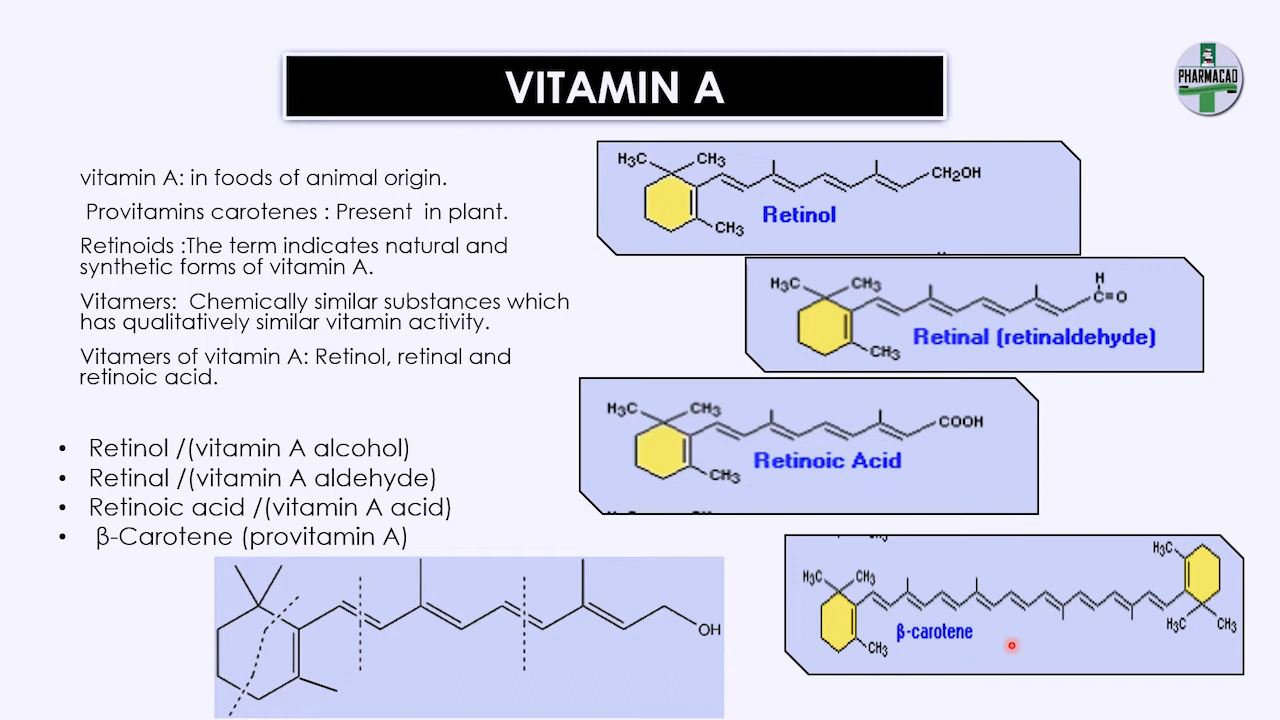 VITAMIN A
PHARMACAD
vitamin A: in foods of animal origin.
Provitamins carotenes : Present in plant.
Retinoids :The term indicates natural and
synthetic forms of vitamin A.
Vitamers: Chemically similar substances which
has qualitatively similar vitamin activity.
Vitamers of vitamin A: Retinol, retinal and
retinoic acid.
• Retinol /(vitamin A alcohol)
• Retinal /(vitamin A aldehyde)
• Retinoic acid /(vitamin A acid)
• β-Carotene (provitamin A)
OH
H₃C CH₃
CH₂OH
Retinol
CH₃
H
H₃C CH₃
C=O
Retinal (retinaldehyde)
CH₃
H₃C CH₃
COOH
Retinoic Acid
CH₃
H₃C
H₃C CH₃
β-carotene
H₃C CH₃
CH₃